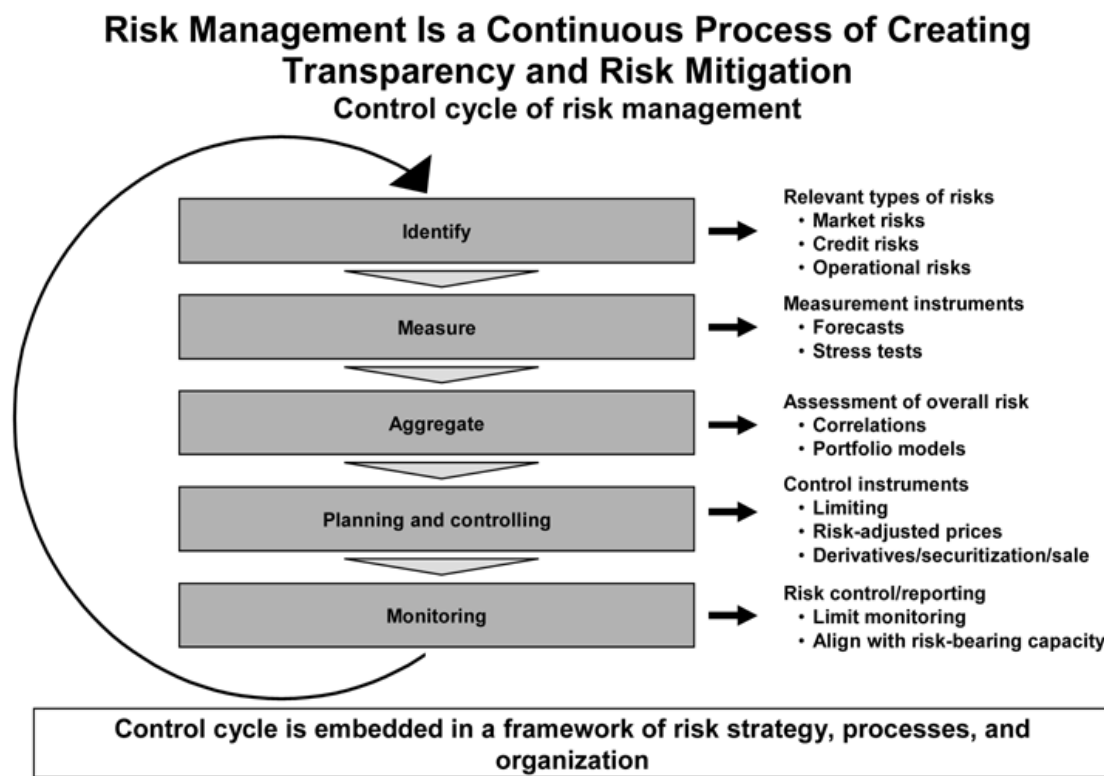 Risk Management Is a Continuous Process of Creating
Transparency and Risk Mitigation
Control cycle of risk management
Identify
Relevant types of risks
• Market risks
• Credit risks
• Operational risks
Measure
Measurement instruments
• Forecasts
• Stress tests
Aggregate
Assessment of overall risk
• Correlations
• Portfolio models
Planning and controlling
Control instruments
• Limiting
• Risk-adjusted prices
• Derivatives/securitization/sale
Monitoring
Risk control/reporting
• Limit monitoring
• Align with risk-bearing capacity
Control cycle is embedded in a framework of risk strategy, processes, and
organization